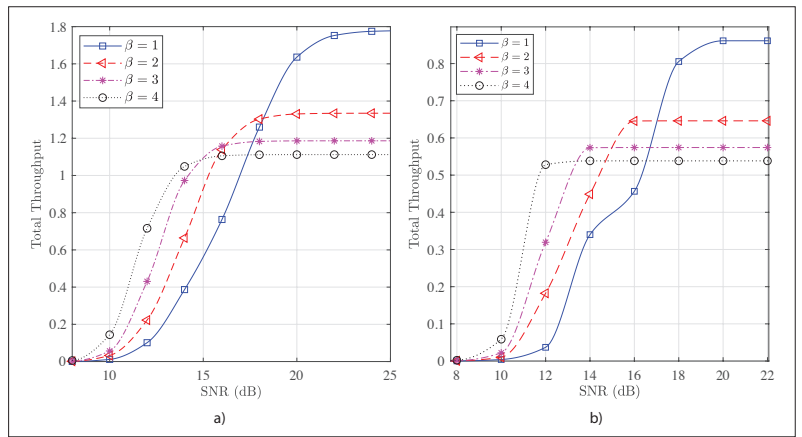 1.8
1.6
1.4
1.2
1
0.8
0.6
0.4
0.2
0
Total Throughput
β = 1
β = 2
β = 3
β = 4
10
15
20
25
SNR (dB)
a)
0.8
0.7
0.6
0.5
0.4
0.3
0.2
0.1
0
Total Throughput
β = 1
β = 2
β = 3
β = 4
8
10
12
14
16
18
20
22
SNR (dB)
b)